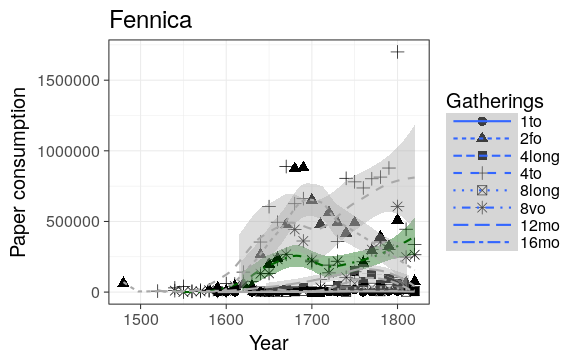 Fennica
Paper consumption
1500000
1000000
500000
0
1500
1600
1700
1800
Year
Gatherings
1to
2fo
4long
4to
8long
8vo
12mo
16mo